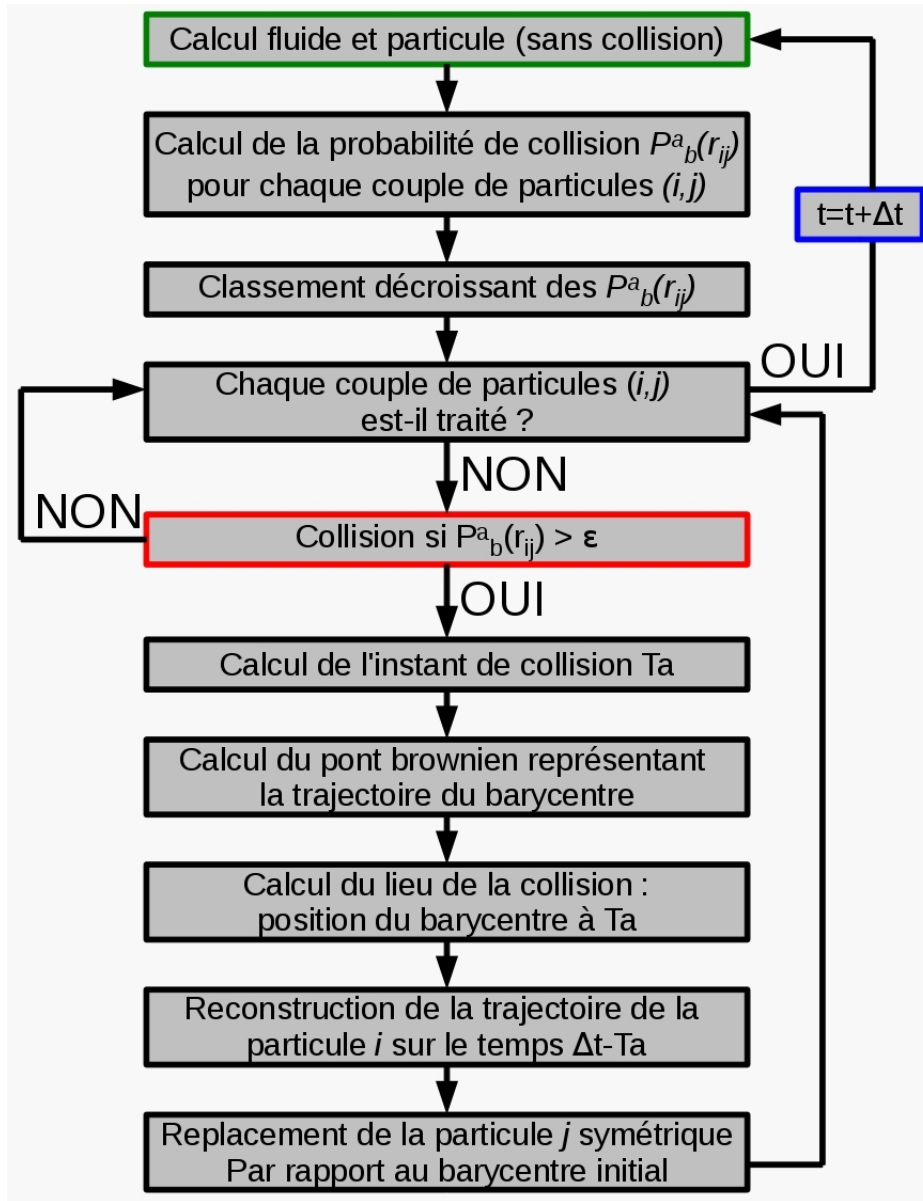 Calcul fluide et particule (sans collision)
Calcul de la probabilité de collision Pᵃb(rij)
pour chaque couple de particules (i,j)
t=t+Δt
Classement décroissant des Pᵃb(rij)
Chaque couple de particules (i,j)
est-il traité ?
OUI
NON
NON
Collision si Pᵃb(rij) > ε
OUI
Calcul de l'instant de collision Ta
Calcul du pont brownien représentant
la trajectoire du barycentre
Calcul du lieu de la collision :
position du barycentre à Ta
Reconstruction de la trajectoire de la
particule i sur le temps Δt-Ta
Replacement de la particule j symétrique
Par rapport au barycentre initial